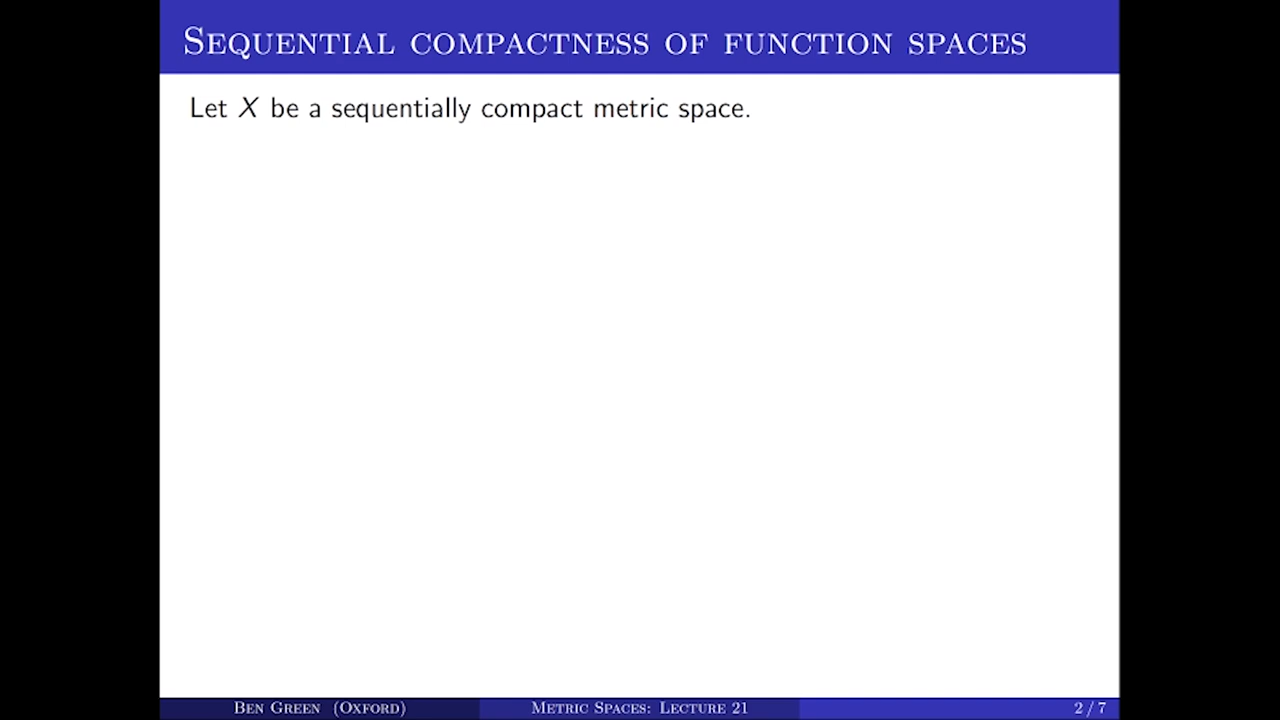 Sequential compactness of function spaces
Let X be a sequentially compact metric space.
Ben Green (Oxford) Metric Spaces: Lecture 21 2 / 7